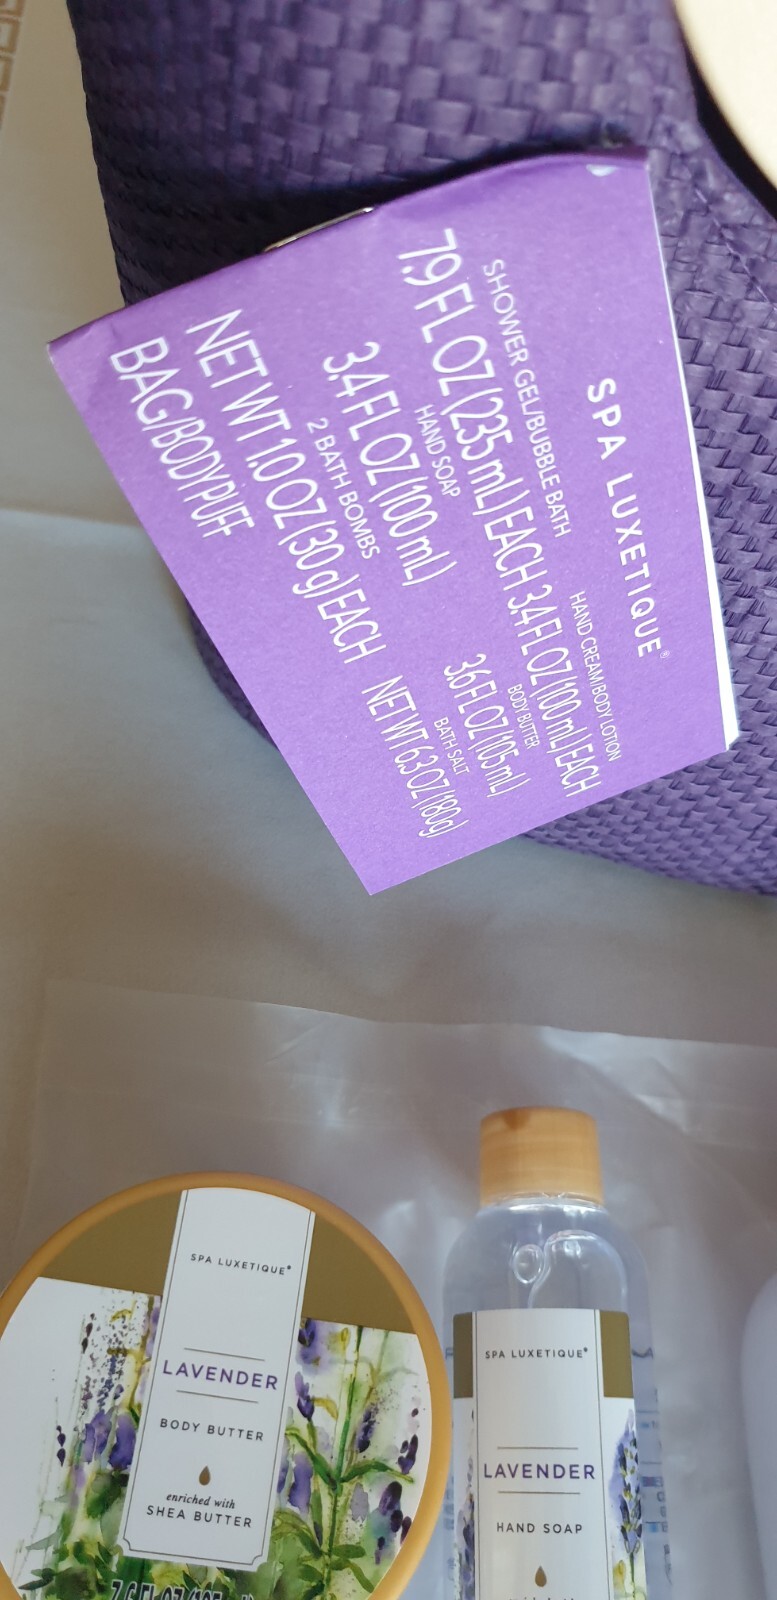 SPA LUXETIQUE®
SHOWER GEL/BUBBLE BATH
7.9 FL OZ (235 mL) EACH
HAND CREAM/BODY LOTION
3.4 FL OZ (100 mL) EACH
HAND SOAP
3.4 FL OZ (100 mL)
BODY BUTTER
3.6 FL OZ (105 mL)
2 BATH BOMBS
NET WT 1.0 OZ (30 g) EACH
BATH SALT
NET WT 6.3 OZ (180g)
BAG/BODY PUFF
SPA LUXETIQUE®
LAVENDER
BODY BUTTER
enriched with
SHEA BUTTER
SPA LUXETIQUE®
LAVENDER
HAND SOAP